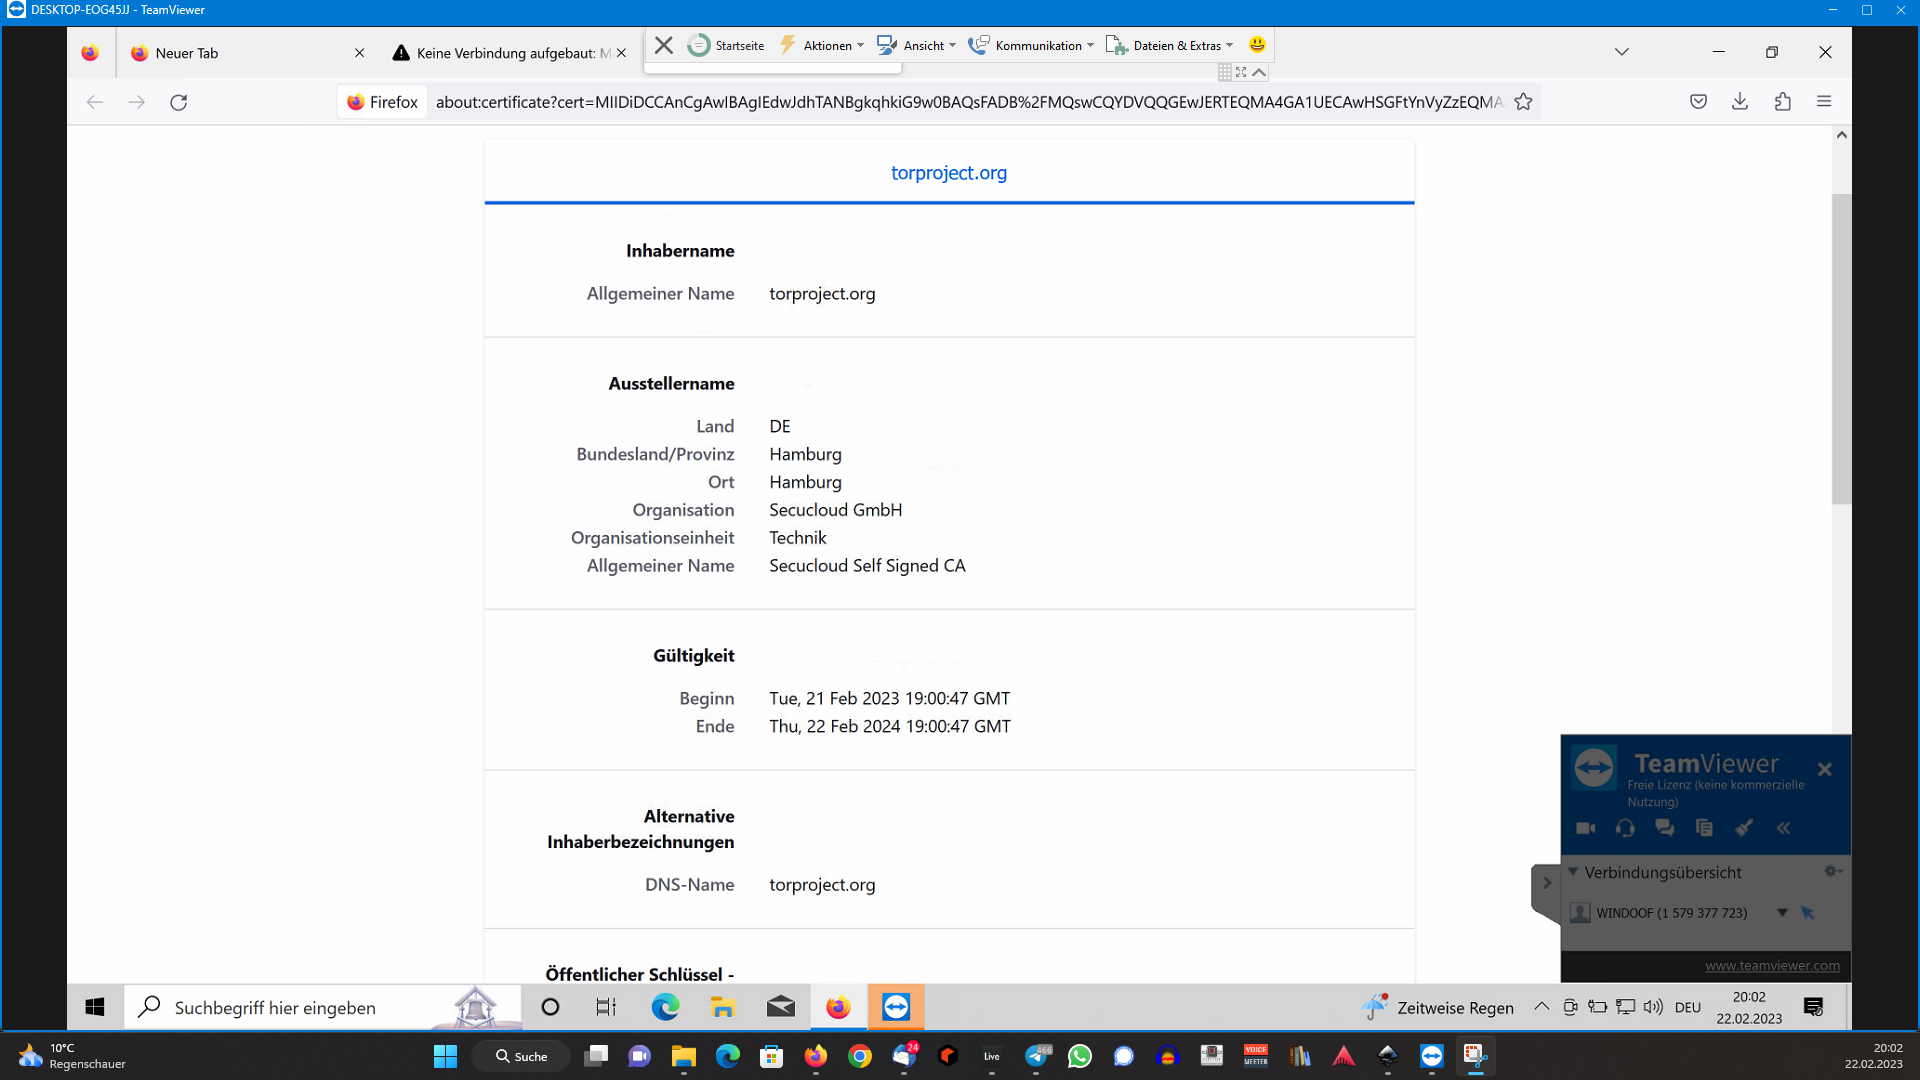 DESKTOP-EOG45JJ - TeamViewer
Neuer Tab
Keine Verbindung aufgebaut: M
Startseite
Aktionen
Ansicht
Kommunikation
Dateien & Extras
Firefox
about:certificate?cert=MIIDiDCCAnCgAwIBAgIEdwJdhTANBgkqhkiG9w0BAQsFADB%2FMQswCQYDVQQGEwJERTEQMA4GA1UECAwHSGFtYnVyZzEQMA
torproject.org
Inhabername
Allgemeiner Name torproject.org
Ausstellername
Land DE
Bundesland/Provinz Hamburg
Ort Hamburg
Organisation Secucloud GmbH
Organisationseinheit Technik
Allgemeiner Name Secucloud Self Signed CA
Gültigkeit
Beginn Tue, 21 Feb 2023 19:00:47 GMT
Ende Thu, 22 Feb 2024 19:00:47 GMT
Alternative
Inhaberbezeichnungen
DNS-Name torproject.org
Öffentlicher Schlüssel -
TeamViewer
Freie Lizenz (keine kommerzielle
Nutzung)
Verbindungsübersicht
WINDOOF (1 579 377 723)
www.teamviewer.com
Suchbegriff hier eingeben
Zeitweise Regen
DEU
20:02
22.02.2023
10°C
Regenschauer
Suche
24
Live
466
VOICE
MEETER
20:02
22.02.2023